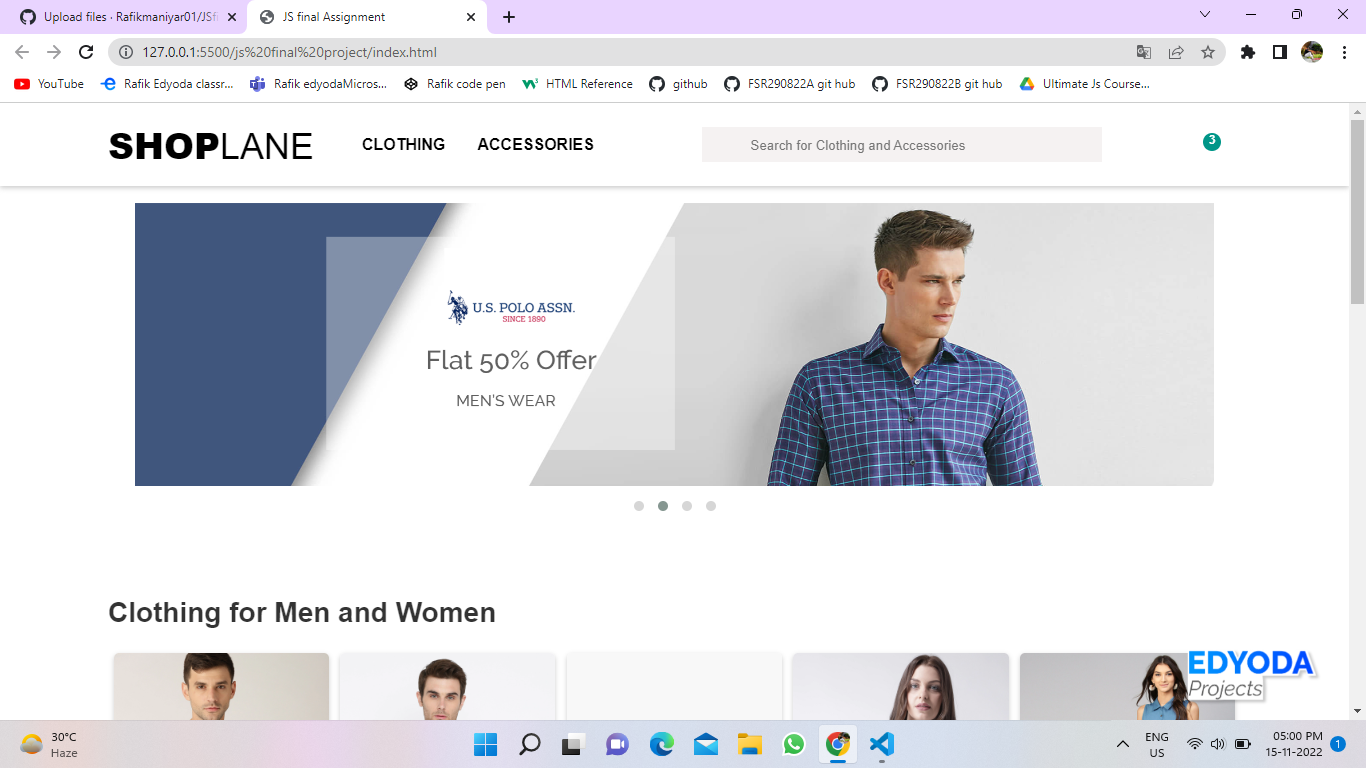 Upload files · Rafikmaniyar01/JSfi
JS final Assignment
127.0.0.1:5500/js%20final%20project/index.html
YouTube
Rafik Edyoda classr...
Rafik edyodaMicros...
Rafik code pen
HTML Reference
github
FSR290822A git hub
FSR290822B git hub
Ultimate Js Course...
SHOPLANE
CLOTHING
ACCESSORIES
Search for Clothing and Accessories
3
U.S. POLO ASSN.
SINCE 1890
Flat 50% Offer
MEN'S WEAR
Clothing for Men and Women
EDYODA
Projects
30°C
Haze
ENG
US
05:00 PM
15-11-2022
1